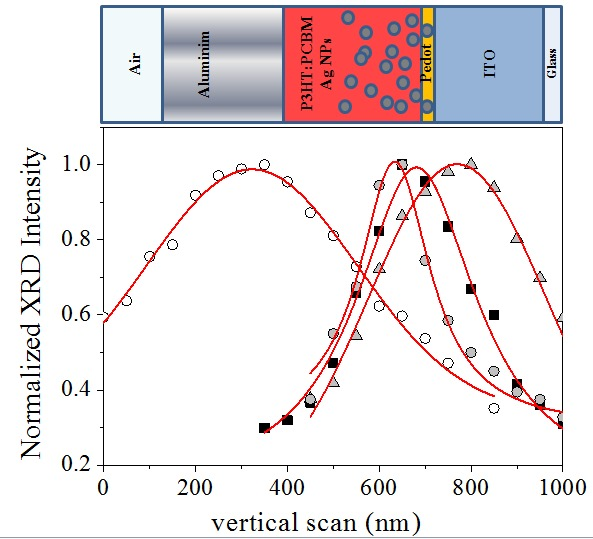 Air
Aluminim
P3HT:PCBM
Ag NPs
Pedot
ITO
Glass
Normalized XRD Intensity
1.0
0.8
0.6
0.4
0.2
0 200 400 600 800 1000
vertical scan (nm)